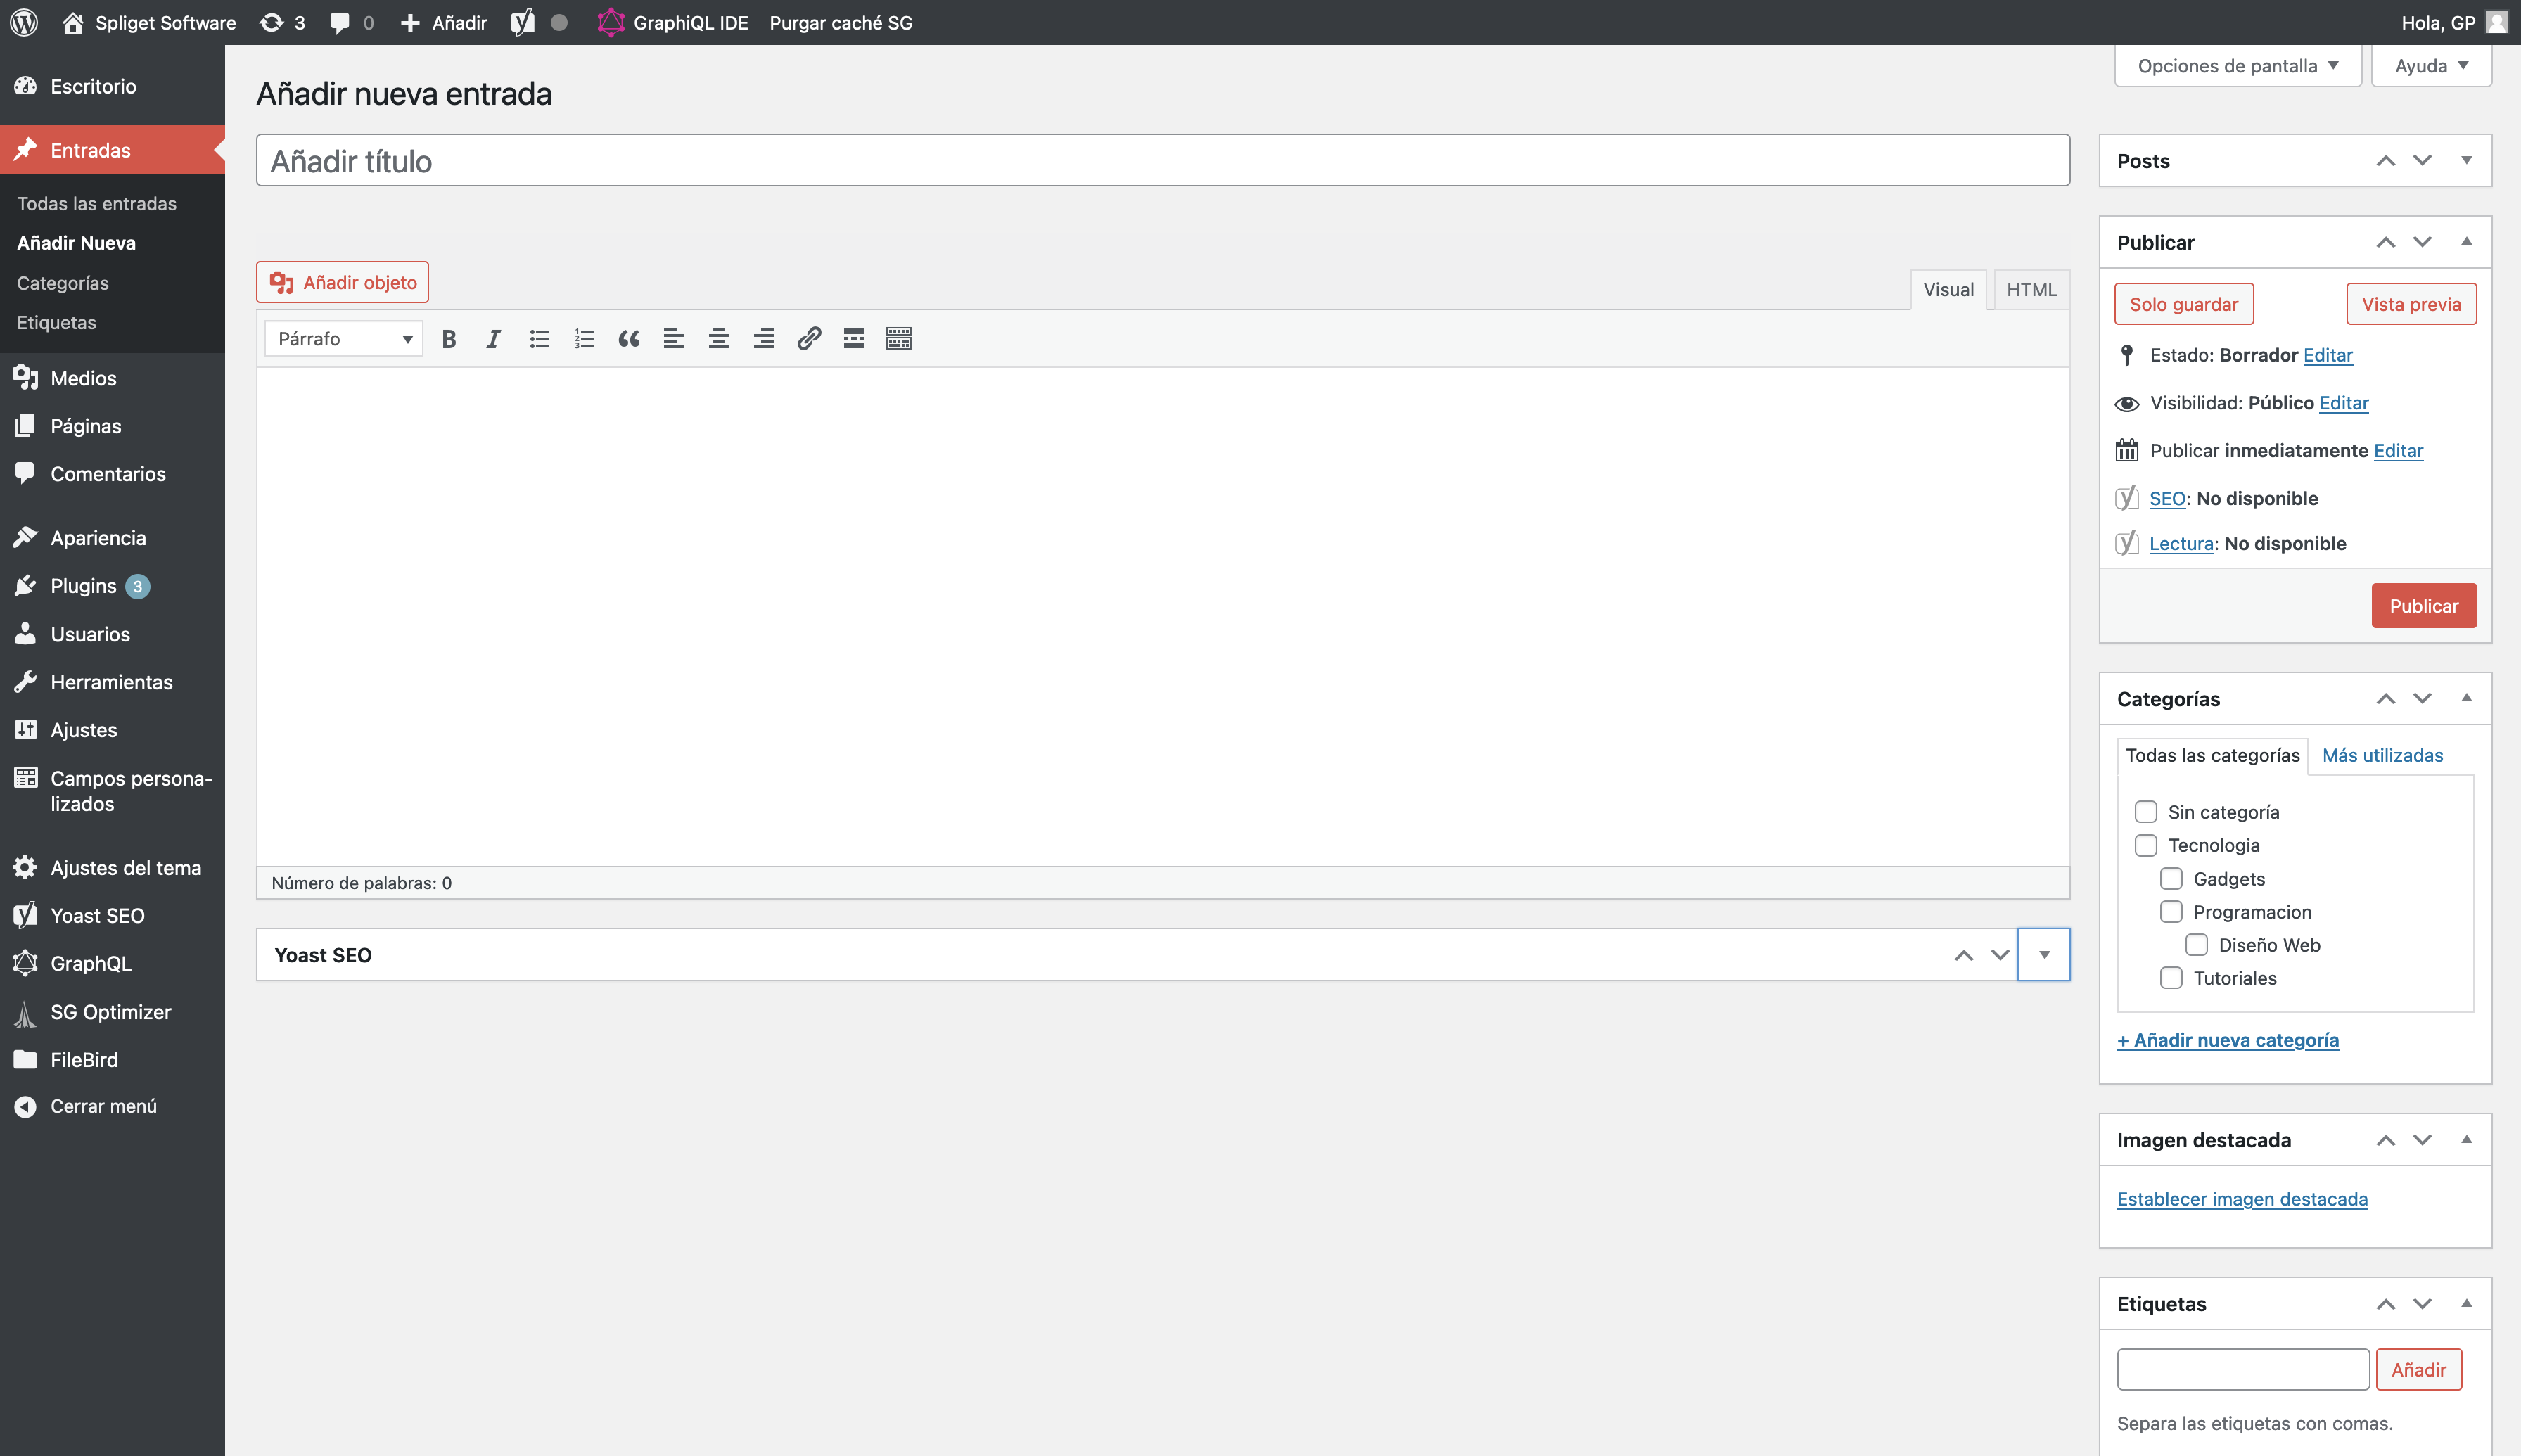 Spliget Software 3 0 Añadir GraphiQL IDE Purgar caché SG Hola, GP
Escritorio
Entradas
Todas las entradas
Añadir Nueva
Categorías
Etiquetas
Medios
Páginas
Comentarios
Apariencia
Plugins 3
Usuarios
Herramientas
Ajustes
Campos persona-
lizados
Ajustes del tema
Yoast SEO
GraphQL
SG Optimizer
FileBird
Cerrar menú
Opciones de pantalla
Ayuda
Añadir nueva entrada
Añadir título
Añadir objeto
Visual
HTML
Párrafo
Número de palabras: 0
Yoast SEO
Posts
Publicar
Solo guardar
Vista previa
Estado: Borrador Editar
Visibilidad: Público Editar
Publicar inmediatamente Editar
SEO: No disponible
Lectura: No disponible
Publicar
Categorías
Todas las categorías
Más utilizadas
Sin categoría
Tecnologia
Gadgets
Programacion
Diseño Web
Tutoriales
+ Añadir nueva categoría
Imagen destacada
Establecer imagen destacada
Etiquetas
Añadir
Separa las etiquetas con comas.